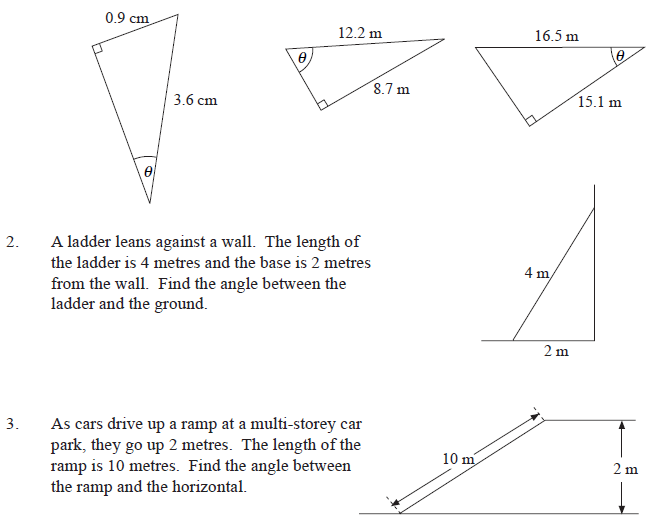 0.9 cm
3.6 cm
θ
12.2 m
θ
8.7 m
16.5 m
θ
15.1 m
2. A ladder leans against a wall. The length of
the ladder is 4 metres and the base is 2 metres
from the wall. Find the angle between the
ladder and the ground.
4 m
2 m
3. As cars drive up a ramp at a multi-storey car
park, they go up 2 metres. The length of the
ramp is 10 metres. Find the angle between
the ramp and the horizontal.
10 m
2 m